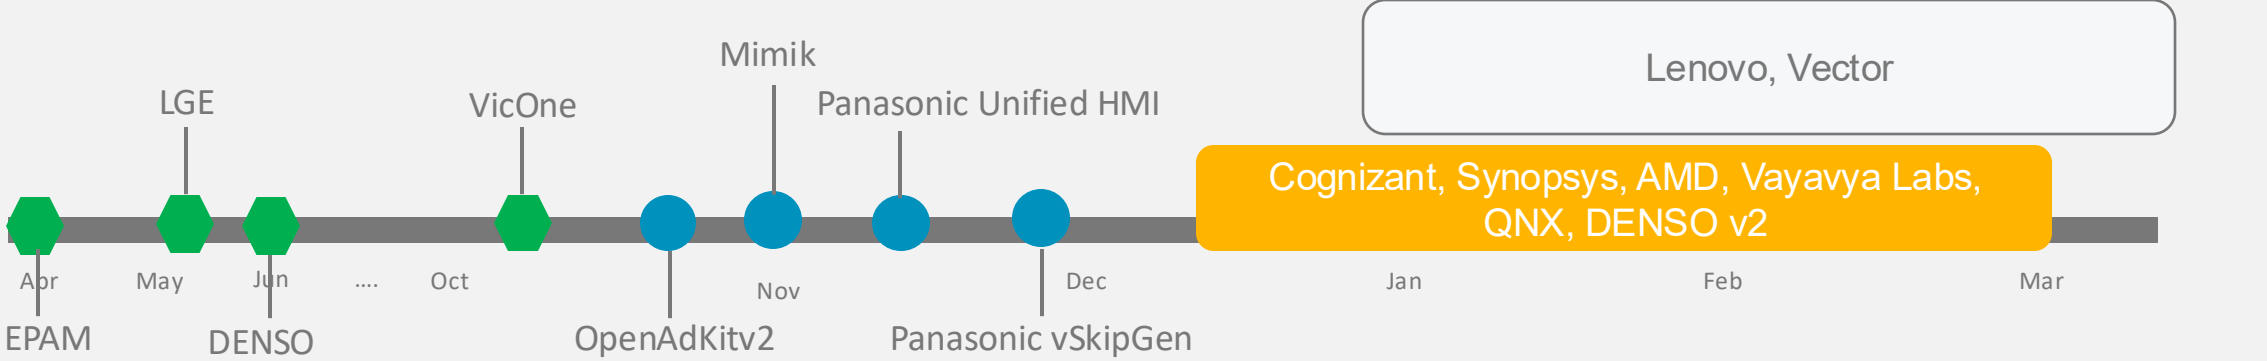 Mimik
Lenovo, Vector
LGE
VicOne
Panasonic Unified HMI
Cognizant, Synopsys, AMD, Vayavya Labs,
QNX, DENSO v2
Apr
May
Jun
....
Oct
Nov
Dec
Jan
Feb
Mar
EPAM
DENSO
OpenAdKitv2
Panasonic vSkipGen